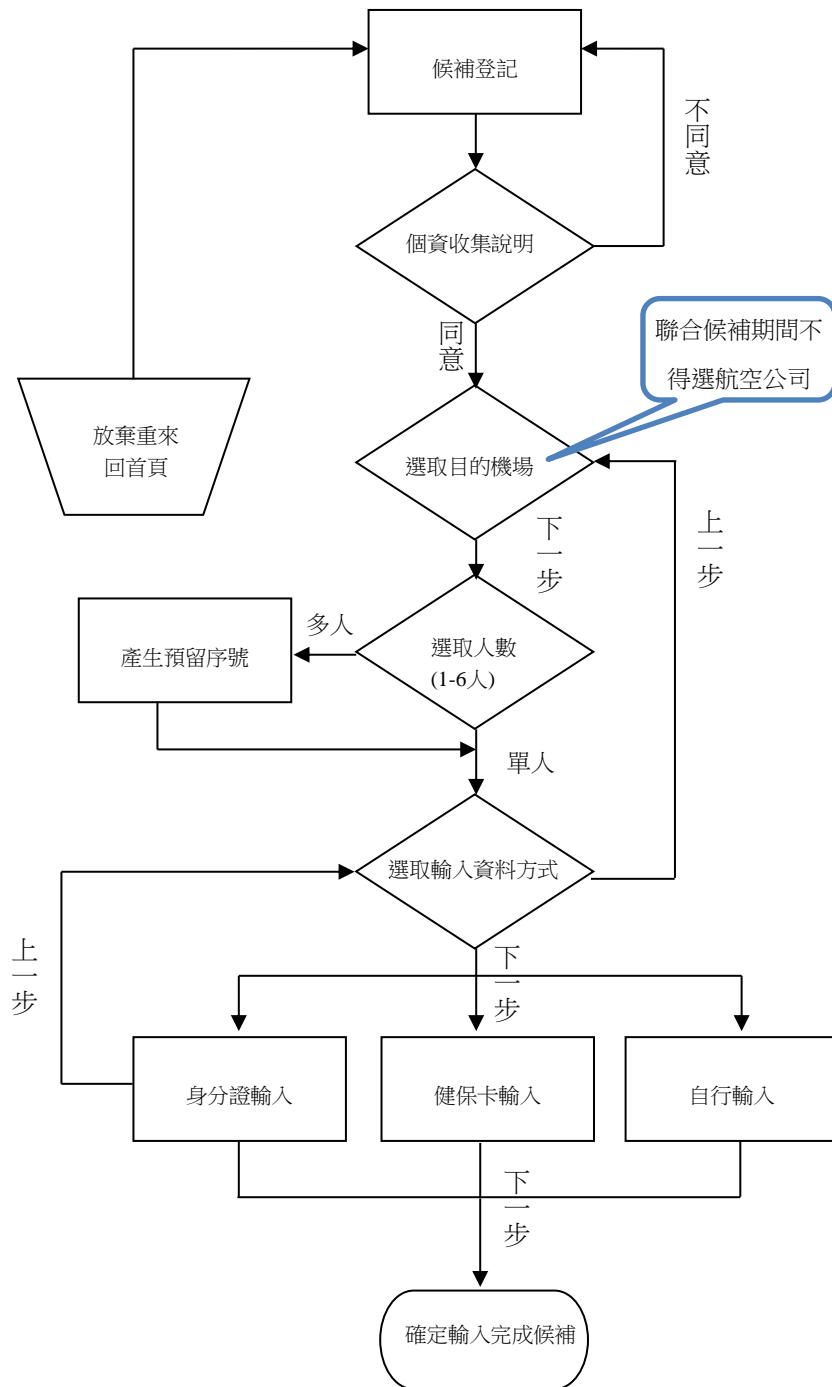 候補登記
不同意
個資收集說明
同意
聯合候補期間不
得選航空公司
放棄重來
回首頁
選取目的機場
下一步
上一步
多人
產生預留序號
選取人數
(1-6人)
單人
選取輸入資料方式
上一步
下一步
身分證輸入
健保卡輸入
自行輸入
下一步
確定輸入完成候補